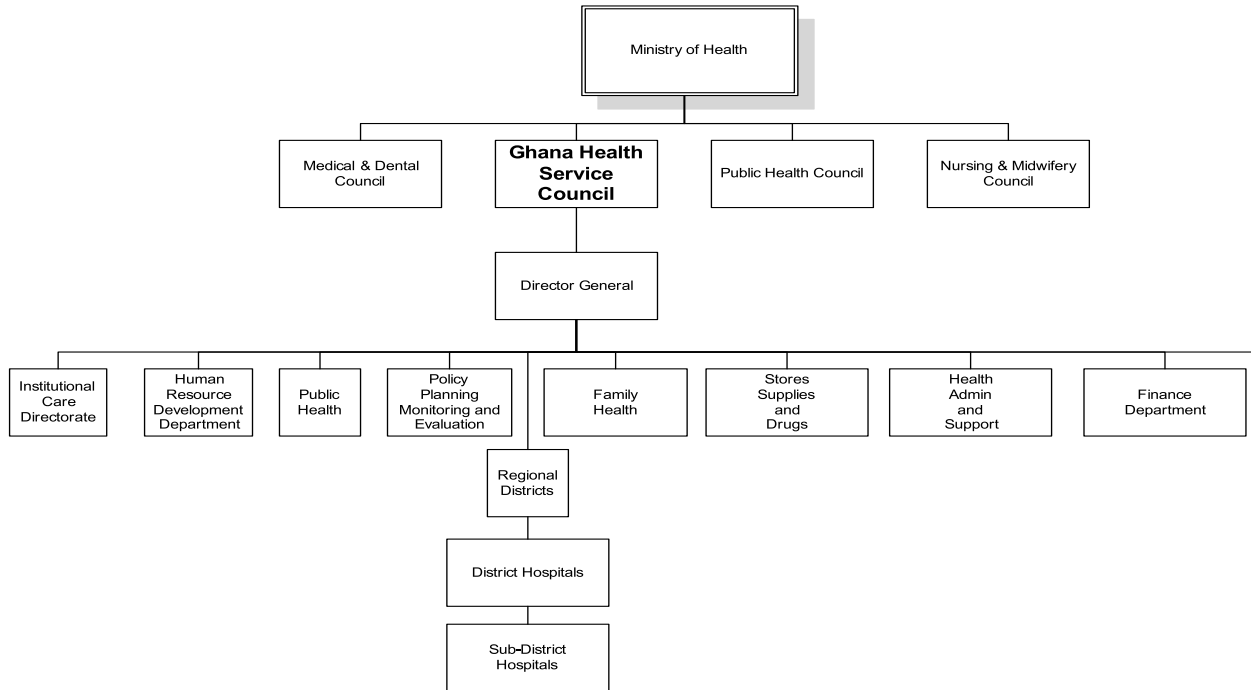 Ministry of Health
Medical & Dental
Council
Ghana Health
Service
Council
Public Health Council
Nursing & Midwifery
Council
Director General
Institutional
Care
Directorate
Human
Resource
Development
Department
Public
Health
Policy
Planning
Monitoring and
Evaluation
Family
Health
Stores
Supplies
and
Drugs
Health
Admin
and
Support
Finance
Department
Regional
Districts
District Hospitals
Sub-District
Hospitals